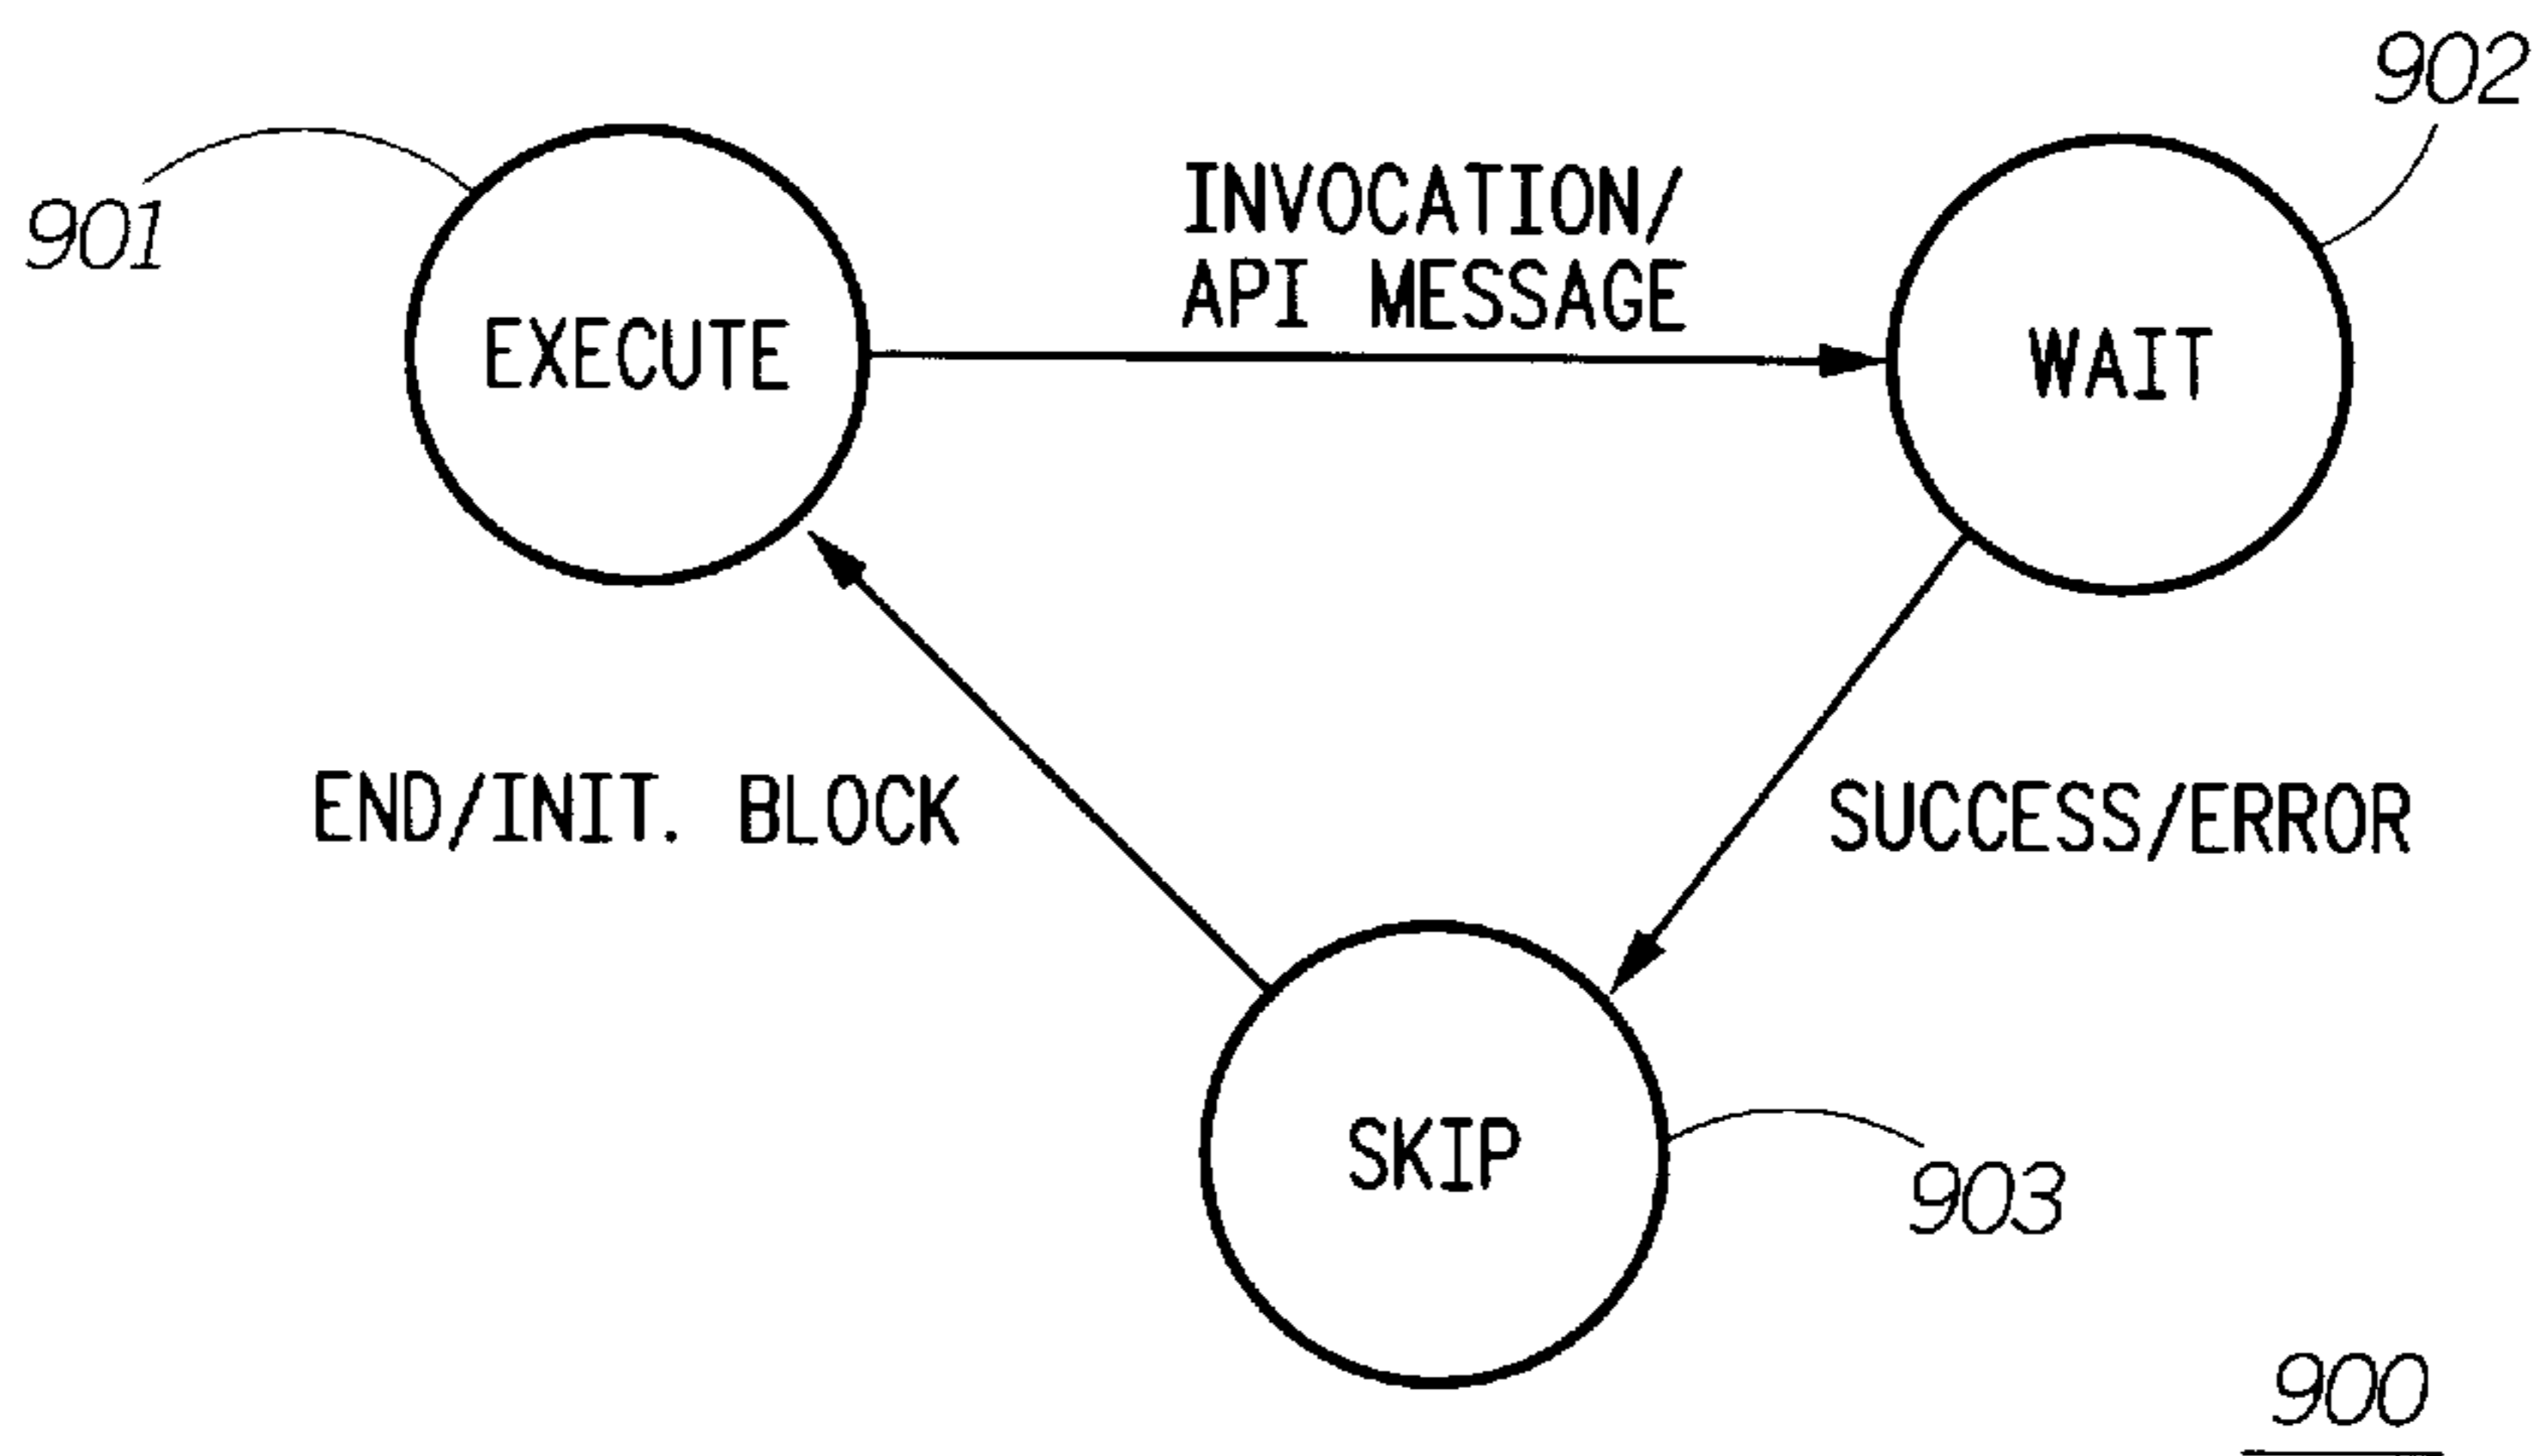 902
901
INVOCATION/
API MESSAGE
EXECUTE
WAIT
END/INIT. BLOCK
SUCCESS/ERROR
SKIP
903
900